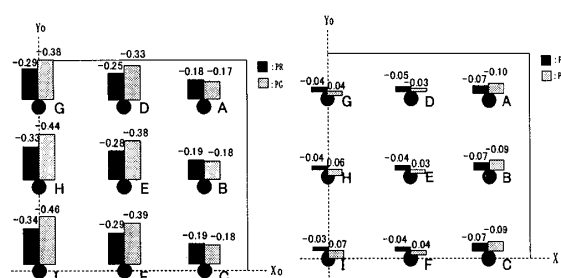 Yo
-0.38
-0.29
-0.33
-0.25
-0.18 -0.17
:PR
:PG
G D A
-0.44
-0.33
-0.38
-0.28
-0.19 -0.18
H E B
-0.46
-0.34
-0.39
-0.29
-0.19 -0.18
I F C
Xo
Yo
-0.04 0.04
-0.05 -0.03
-0.07 -0.10
G D A
-0.04 0.06
-0.04 0.03
-0.07 -0.09
H E B
-0.03 0.07
-0.04 0.04
-0.07 -0.09
I F C
X